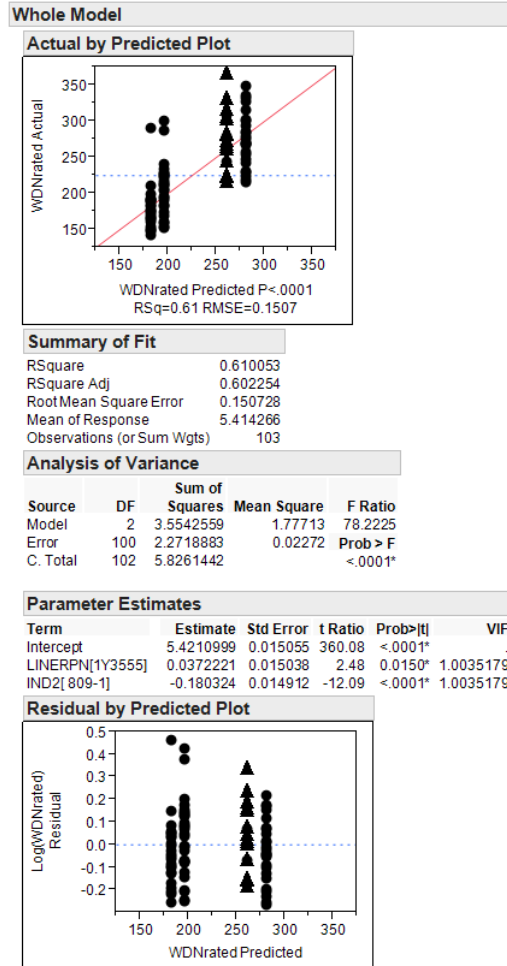 Whole Model
Actual by Predicted Plot
WDNrated Actual
350
300
250
200
150
150 200 250 300 350
WDNrated Predicted P<.0001
RSq=0.61 RMSE=0.1507
Summary of Fit
RSquare 0.610053
RSquare Adj 0.602254
Root Mean Square Error 0.150728
Mean of Response 5.414266
Observations (or Sum Wgts) 103
Analysis of Variance
Sum of
Source DF Squares Mean Square F Ratio
Model 2 3.5542559 1.77713 78.2225
Error 100 2.2718883 0.02272 Prob > F
C. Total 102 5.8261442 <.0001*
Parameter Estimates
Term Estimate Std Error t Ratio Prob>|t| VIF
Intercept 5.4210999 0.015055 360.08 <.0001* .
LINERPN[1Y3555] 0.0372221 0.015038 2.48 0.0150* 1.0035179
IND2[ 809-1] -0.180324 0.014912 -12.09 <.0001* 1.0035179
Residual by Predicted Plot
Log(WDNrated)
Residual
0.5
0.4
0.3
0.2
0.1
0.0
-0.1
-0.2
150 200 250 300 350
WDNrated Predicted